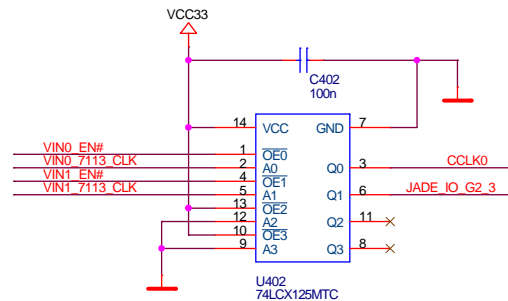 VCC33
C402
100n
14 VCC GND 7
VIN0_EN# 1 OE0
VIN0_7113_CLK 2 A0 Q0 3 CCLK0
VIN1_EN# 4 OE1
VIN1_7113_CLK 5 A1 Q1 6 JADE_IO_G2_3
13 OE2
12 A2 Q2 11
10 OE3
9 A3 Q3 8
U402
74LCX125MTC